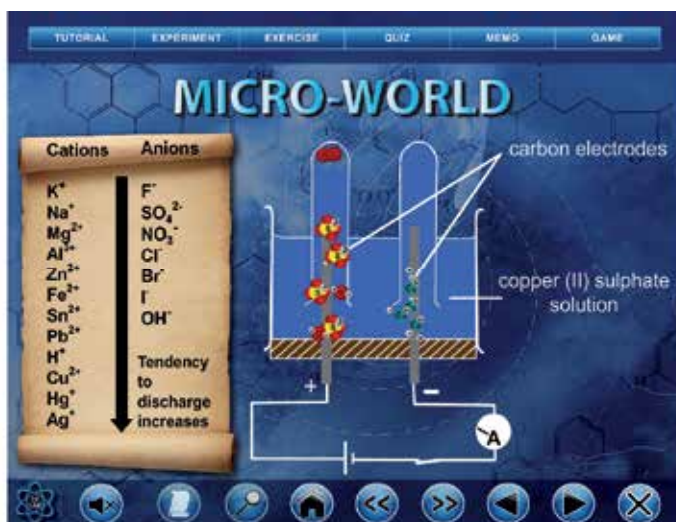 TUTORIAL EXPERIMENT EXERCISE QUIZ MEMO GAME
MICRO-WORLD
Cations Anions
K⁺ F⁻
Na⁺ SO₄²⁻
Mg²⁺ NO₃⁻
Al³⁺ Cl⁻
Zn²⁺ Br⁻
Fe²⁺ I⁻
Sn²⁺ OH⁻
Pb²⁺
H⁺
Cu²⁺
Hg⁺
Ag⁺
Tendency
to
discharge
increases
carbon electrodes
copper (II) sulphate
solution
+ −
A
<< >>